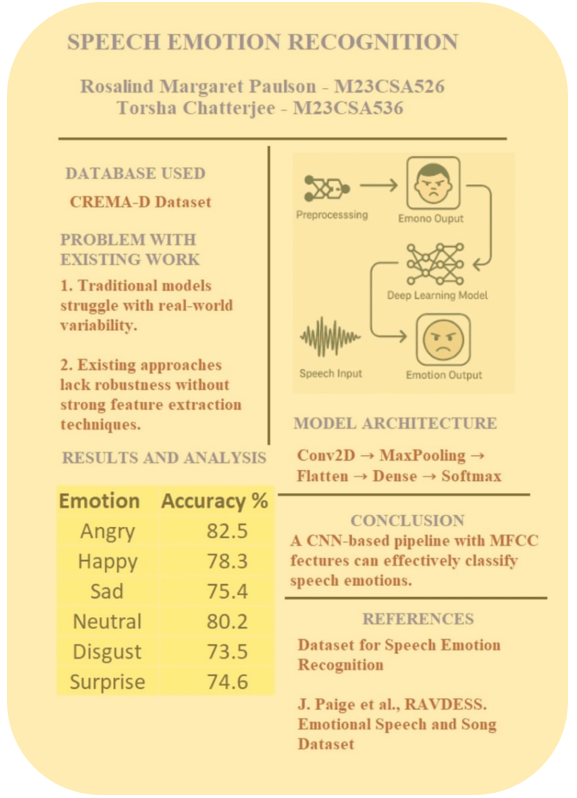 SPEECH EMOTION RECOGNITION
Rosalind Margaret Paulson - M23CSA526
Torsha Chatterjee - M23CSA536
DATABASE USED
CREMA-D Dataset
PROBLEM WITH
EXISTING WORK
1. Traditional models
struggle with real-world
variability.
2. Existing approaches
lack robustness without
strong feature extraction
techniques.
RESULTS AND ANALYSIS
Emotion Accuracy %
Angry 82.5
Happy 78.3
Sad 75.4
Neutral 80.2
Disgust 73.5
Surprise 74.6
Preprocesssing
Emono Ouput
Deep Learning Model
Speech Input
Emotion Output
MODEL ARCHITECTURE
Conv2D → MaxPooling →
Flatten → Dense → Softmax
CONCLUSION
A CNN-based pipeline with MFCC
fectures can effectively classify
speech emotions.
REFERENCES
Dataset for Speech Emotion
Recognition
J. Paige et al., RAVDESS.
Emotional Speech and Song
Dataset